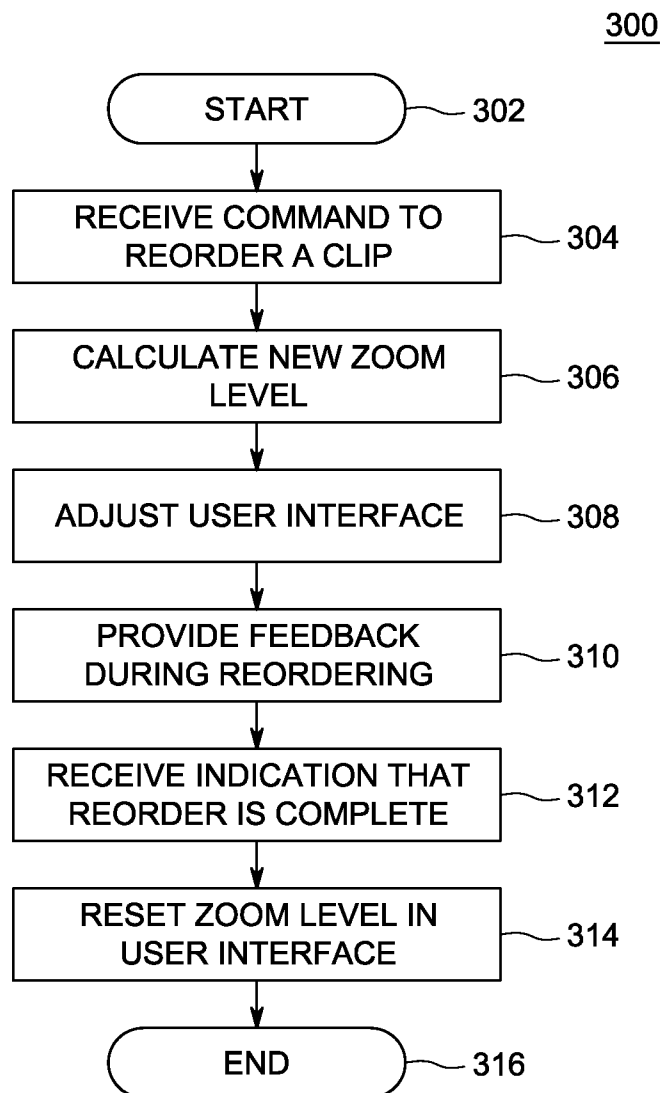 300
START
302
RECEIVE COMMAND TO
REORDER A CLIP
304
CALCULATE NEW ZOOM
LEVEL
306
ADJUST USER INTERFACE
308
PROVIDE FEEDBACK
DURING REORDERING
310
RECEIVE INDICATION THAT
REORDER IS COMPLETE
312
RESET ZOOM LEVEL IN
USER INTERFACE
314
END
316